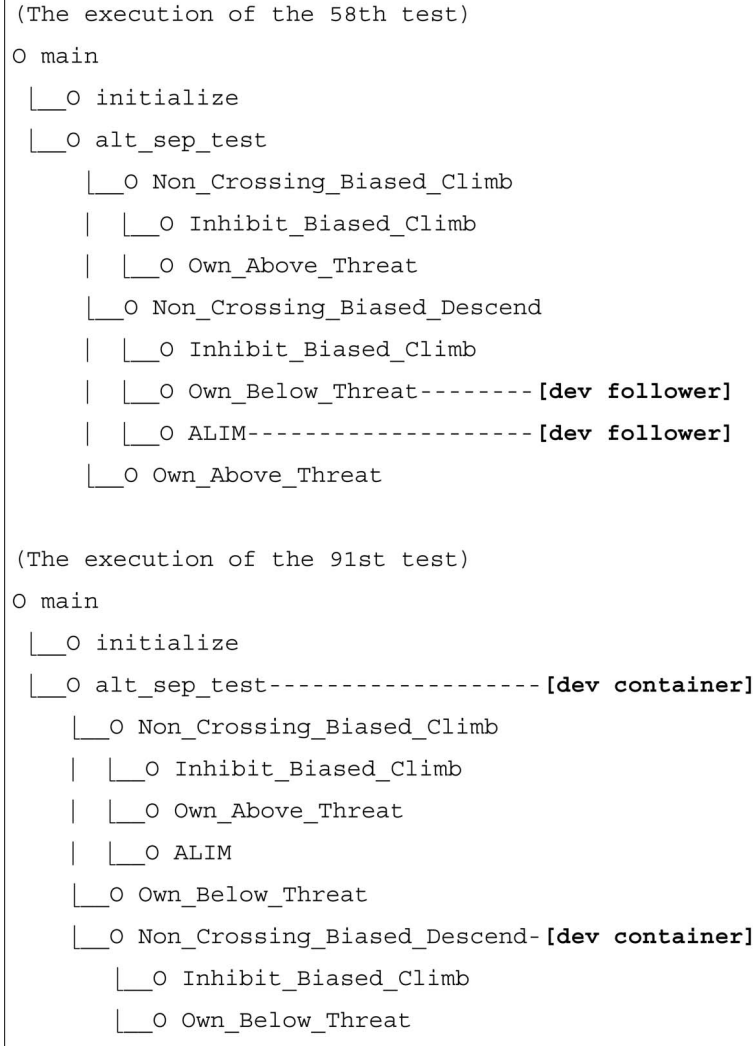 (The execution of the 58th test)
O main
|__O initialize
|__O alt_sep_test
|__O Non_Crossing_Biased_Climb
| |__O Inhibit_Biased_Climb
| |__O Own_Above_Threat
|__O Non_Crossing_Biased_Descend
| |__O Inhibit_Biased_Climb
| |__O Own_Below_Threat--------[dev follower]
| |__O ALIM--------------------[dev follower]
|__O Own_Above_Threat
(The execution of the 91st test)
O main
|__O initialize
|__O alt_sep_test-------------------[dev container]
|__O Non_Crossing_Biased_Climb
| |__O Inhibit_Biased_Climb
| |__O Own_Above_Threat
| |__O ALIM
|__O Own_Below_Threat
|__O Non_Crossing_Biased_Descend-[dev container]
|__O Inhibit_Biased_Climb
|__O Own_Below_Threat